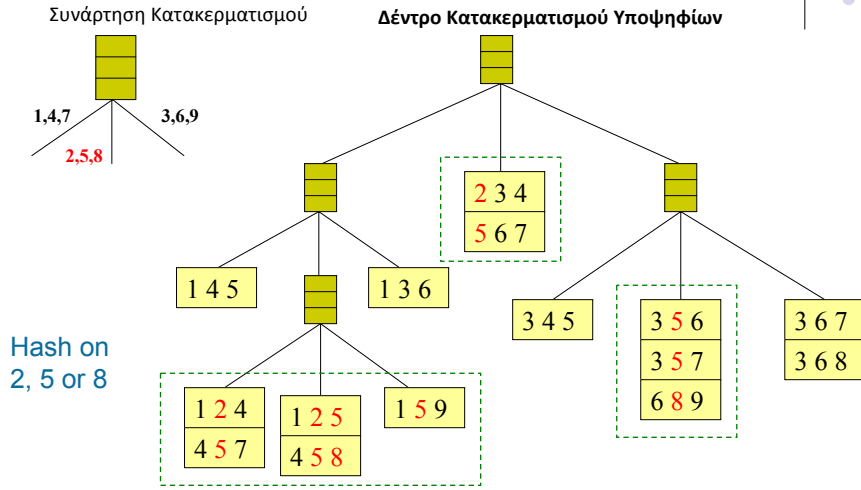 Συνάρτηση Κατακερματισμού
Δέντρο Κατακερματισμού Υποψηφίων
1,4,7
3,6,9
2,5,8
2 3 4
5 6 7
1 4 5
1 3 6
3 4 5
3 5 6
3 6 7
3 5 7
3 6 8
6 8 9
Hash on
2, 5 or 8
1 2 4
1 2 5
1 5 9
4 5 7
4 5 8